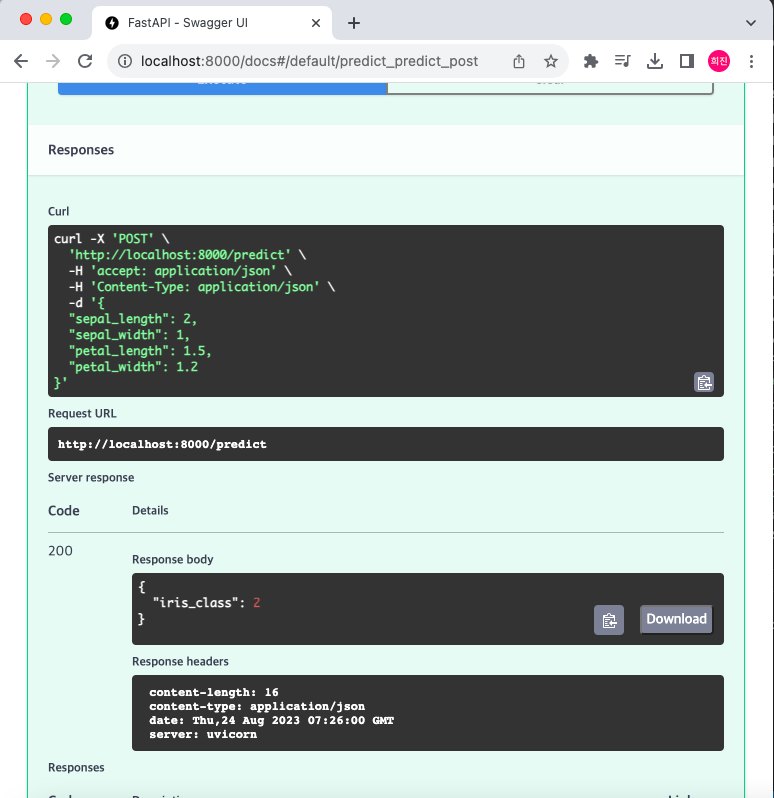 FastAPI - Swagger UI
localhost:8000/docs#/default/predict_predict_post
희진
Responses
Curl
curl -X 'POST' \
'http://localhost:8000/predict' \
-H 'accept: application/json' \
-H 'Content-Type: application/json' \
-d '{
"sepal_length": 2,
"sepal_width": 1,
"petal_length": 1.5,
"petal_width": 1.2
}'
Request URL
http://localhost:8000/predict
Server response
Code Details
200
Response body
{
"iris_class": 2
}
Download
Response headers
content-length: 16
content-type: application/json
date: Thu,24 Aug 2023 07:26:00 GMT
server: uvicorn
Responses